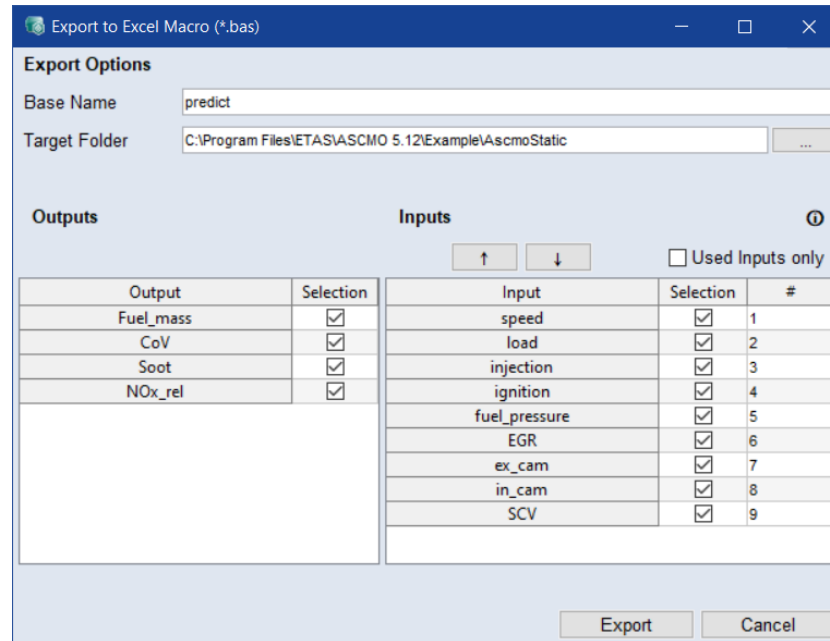 Export to Excel Macro (*.bas)
Export Options
Base Name predict
Target Folder C:\Program Files\ETAS\ASCMO 5.12\Example\AscmoStatic ...
Outputs Inputs
↑ ↓ Used Inputs only
Output Selection Input Selection #
Fuel_mass speed 1
CoV load 2
Soot injection 3
NOx_rel ignition 4
fuel_pressure 5
EGR 6
ex_cam 7
in_cam 8
SCV 9
Export Cancel